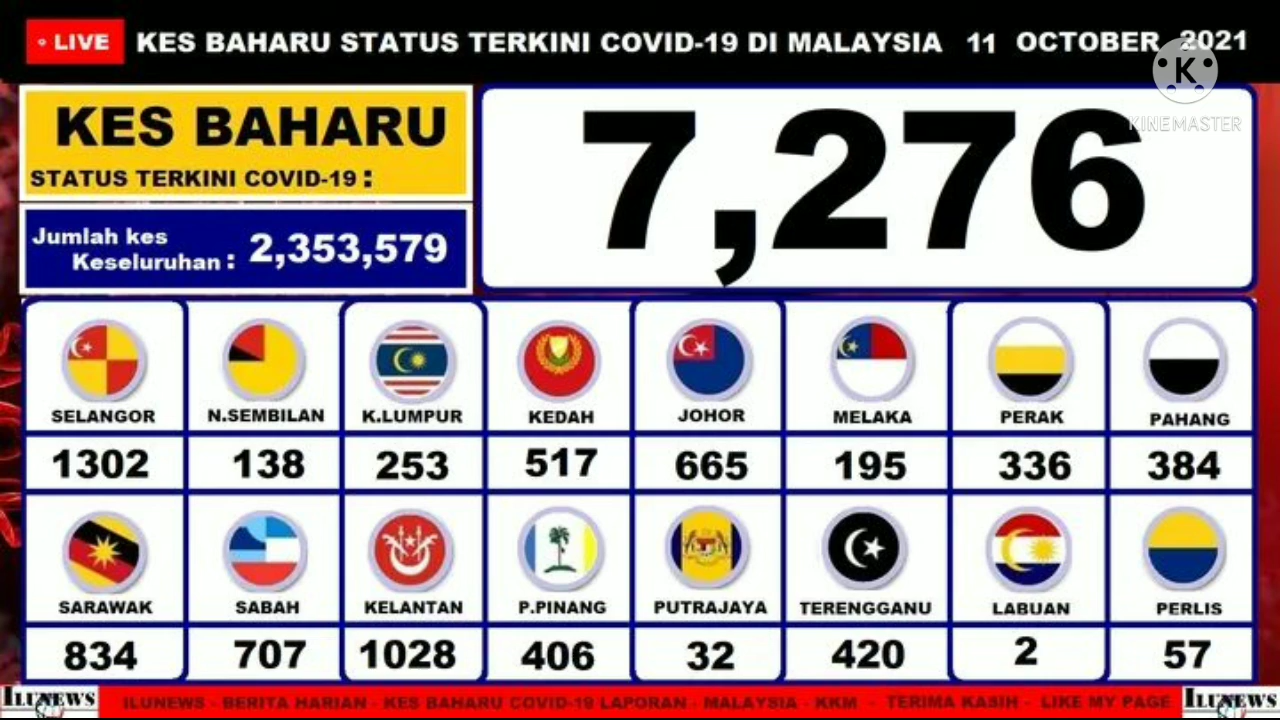 LIVE KES BAHARU STATUS TERKINI COVID-19 DI MALAYSIA 11 OCTOBER 2021
K
KINEMASTER
KES BAHARU
STATUS TERKINI COVID-19 :
7,276
Jumlah kes
Keseluruhan : 2,353,579
SELANGOR N.SEMBILAN K.LUMPUR KEDAH JOHOR MELAKA PERAK PAHANG
1302 138 253 517 665 195 336 384
SARAWAK SABAH KELANTAN P.PINANG PUTRAJAYA TERENGGANU LABUAN PERLIS
834 707 1028 406 32 420 2 57
ILUNEWS ILUNEWS - BERITA HARIAN - KES BAHARU COVID-19 LAPORAN - MALAYSIA - KKM - TERIMA KASIH - LIKE MY PAGE ILUNEWS